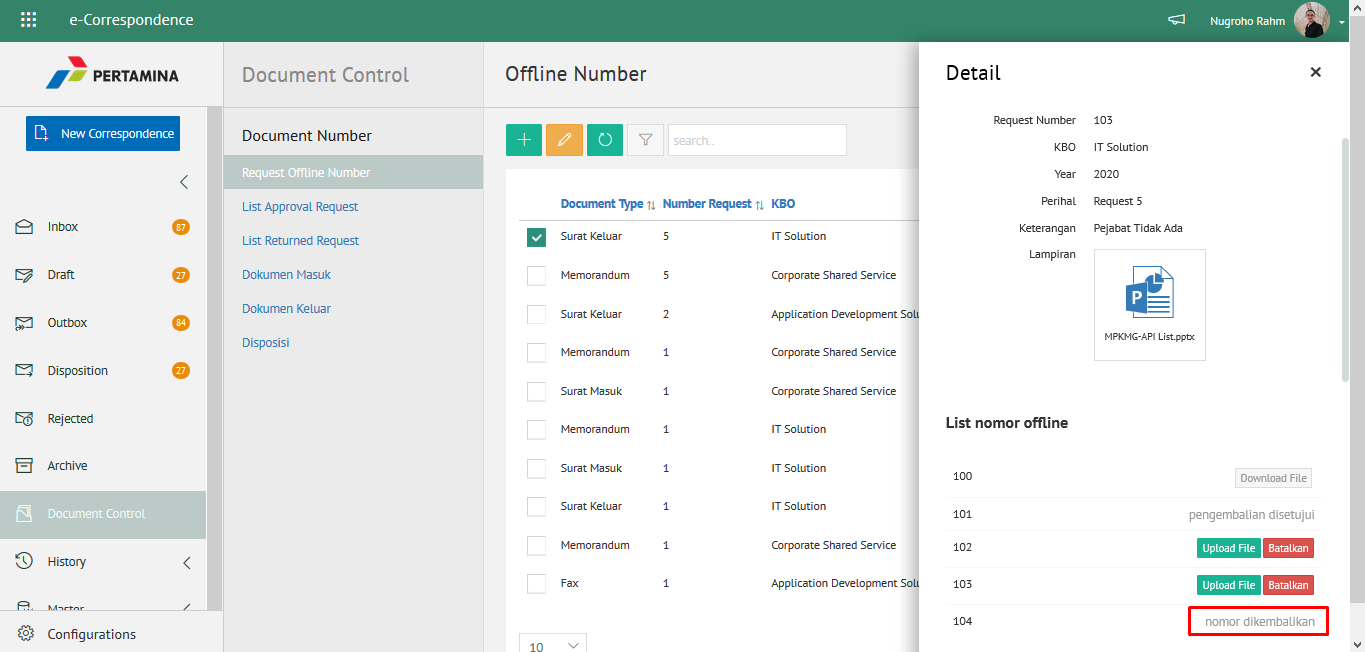 e-Correspondence
Nugroho Rahm
PERTAMINA
New Correspondence
Inbox 87
Draft 27
Outbox 84
Disposition 27
Rejected
Archive
Document Control
History
Master
Configurations
Document Control
Document Number
Request Offline Number
List Approval Request
List Returned Request
Dokumen Masuk
Dokumen Keluar
Disposisi
Offline Number
search..
Document Type Number Request KBO
Surat Keluar 5 IT Solution
Memorandum 5 Corporate Shared Service
Surat Keluar 2 Application Development Solu
Memorandum 1 Corporate Shared Service
Surat Masuk 1 Corporate Shared Service
Memorandum 1 IT Solution
Surat Masuk 1 IT Solution
Surat Keluar 1 IT Solution
Memorandum 1 Corporate Shared Service
Fax 1 Application Development Solu
10
Detail
Request Number 103
KBO IT Solution
Year 2020
Perihal Request 5
Keterangan Pejabat Tidak Ada
Lampiran
P
MPKMG-API List.pptx
List nomor offline
100 Download File
101 pengembalian disetujui
102 Upload File Batalkan
103 Upload File Batalkan
104 nomor dikembalikan